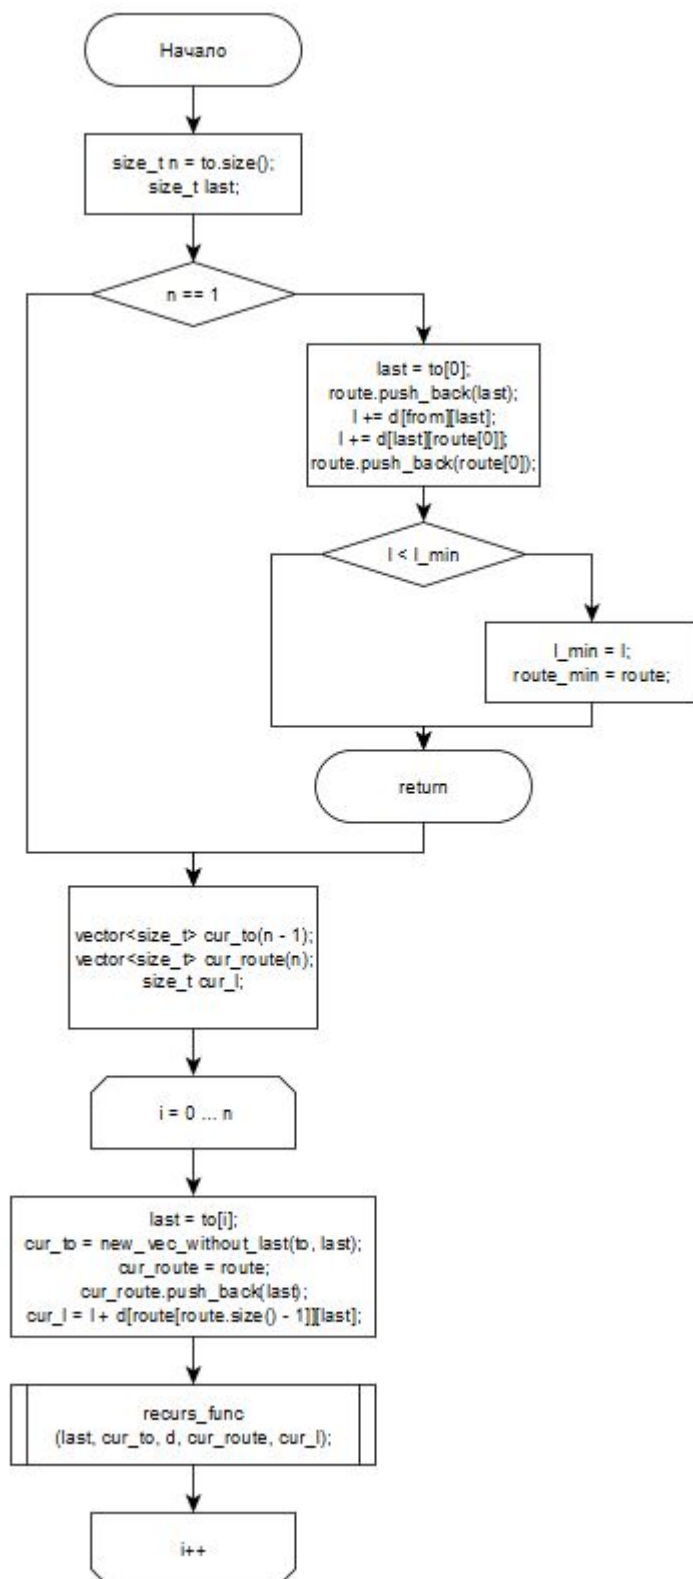 Начало
size_t n = to.size();
size_t last;
n == 1
last = to[0];
route.push_back(last);
l += d[from][last];
l += d[last][route[0]];
route.push_back(route[0]);
l < l_min
l_min = l;
route_min = route;
return
vector<size_t> cur_to(n - 1);
vector<size_t> cur_route(n);
size_t cur_l;
i = 0 ... n
last = to[i];
cur_to = new_vec_without_last(to, last);
cur_route = route;
cur_route.push_back(last);
cur_l = l + d[route[route.size() - 1]][last];
recurs_func
(last, cur_to, d, cur_route, cur_l);
i++